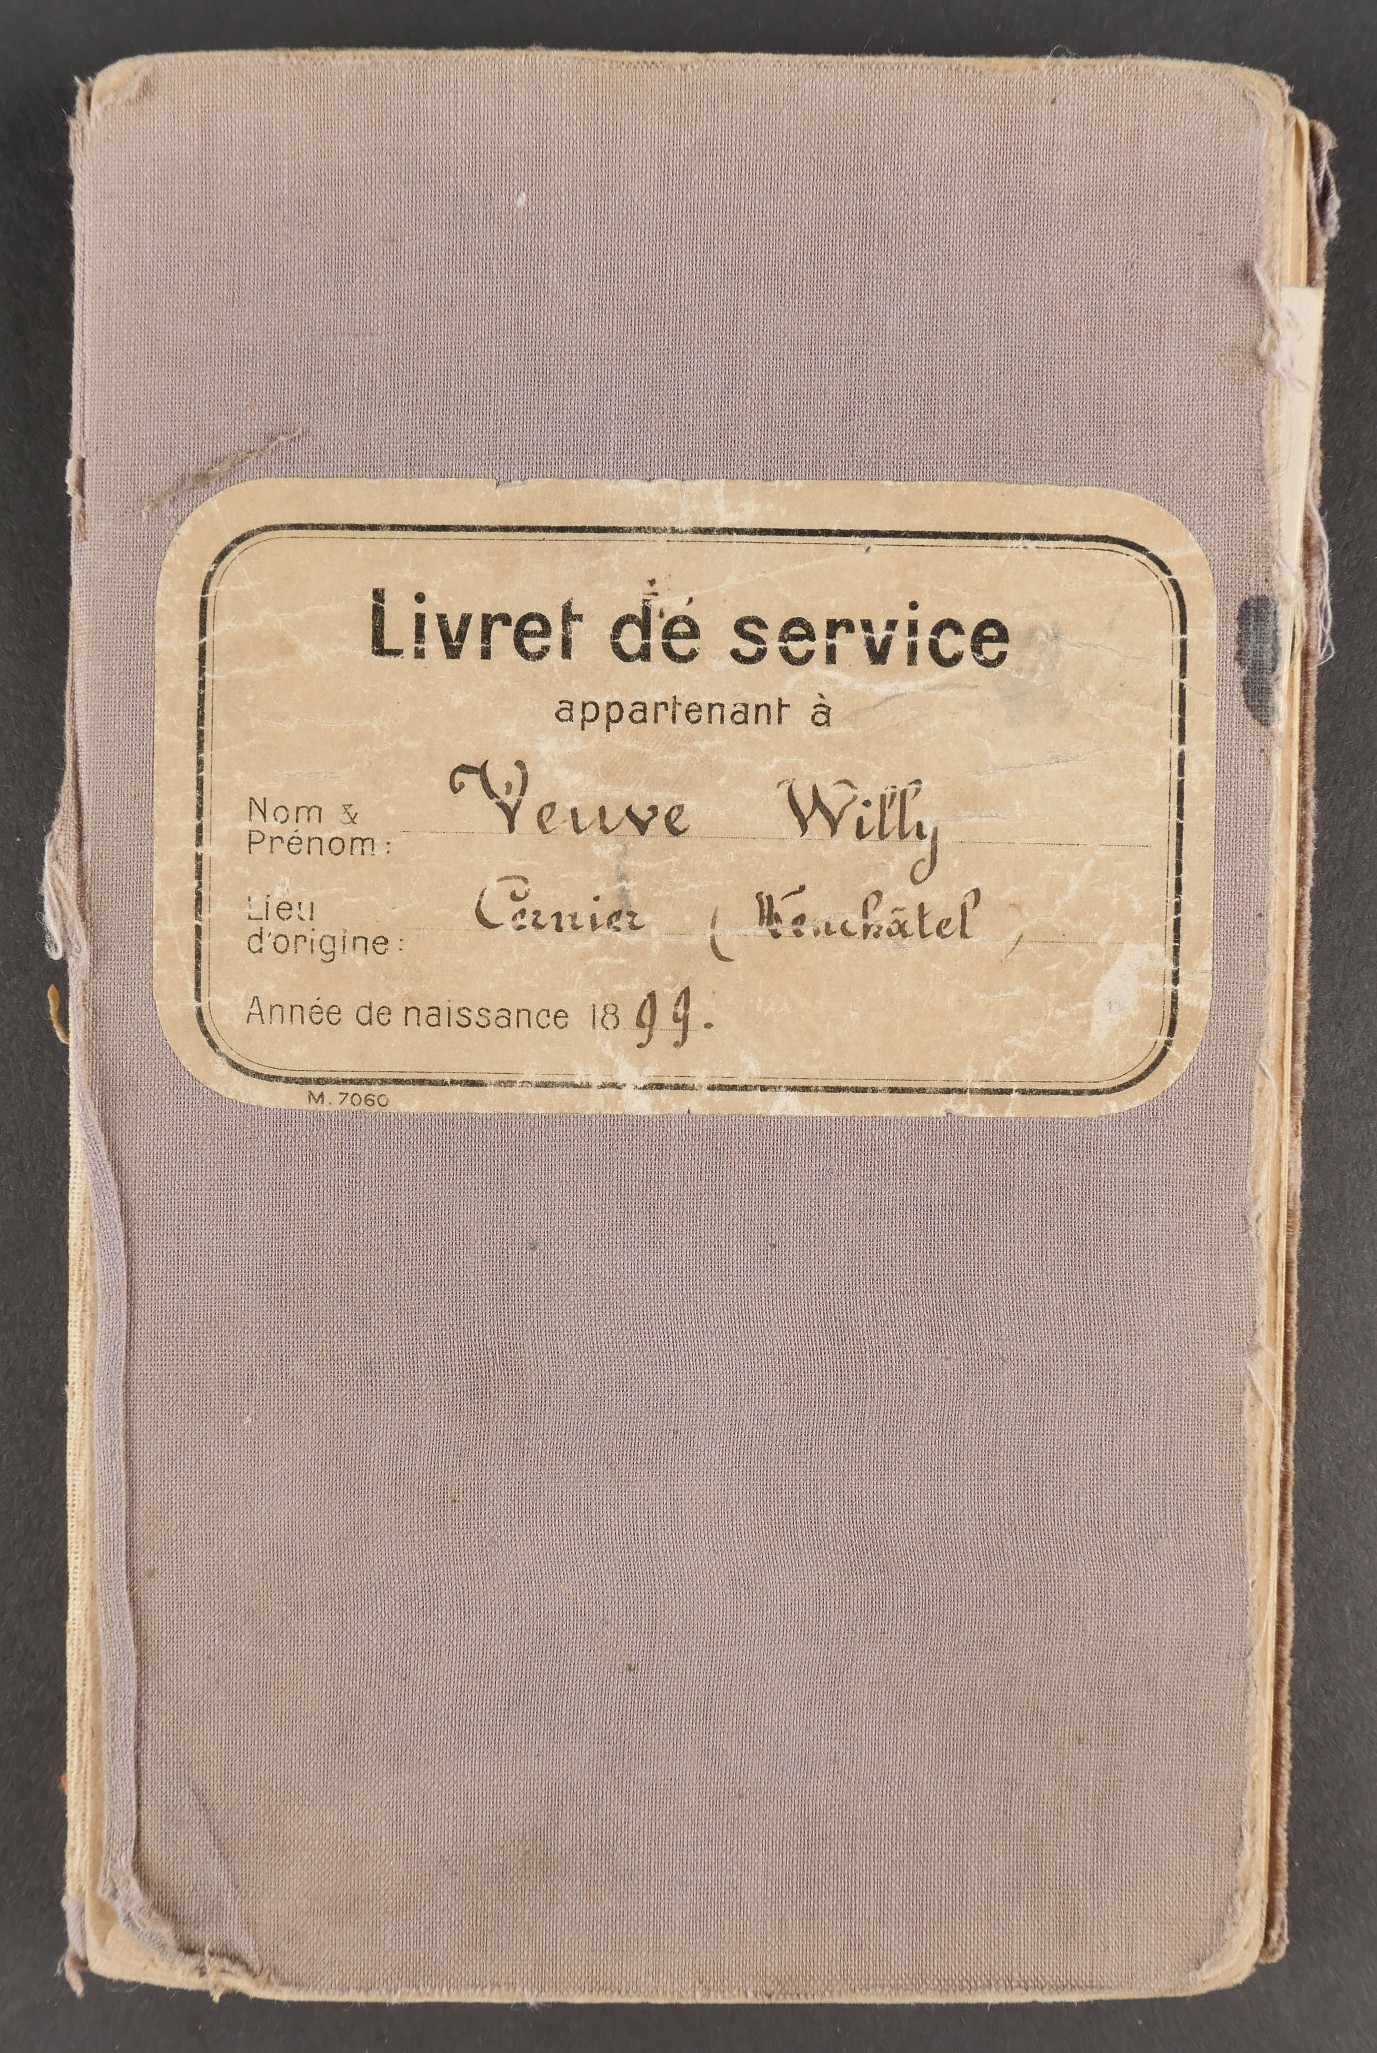 Livret de service
appartenant à
Nom & Prénom: Veuve Willy
Lieu d'origine: Cernier (Neuchâtel)
Année de naissance 1899.
M. 7060